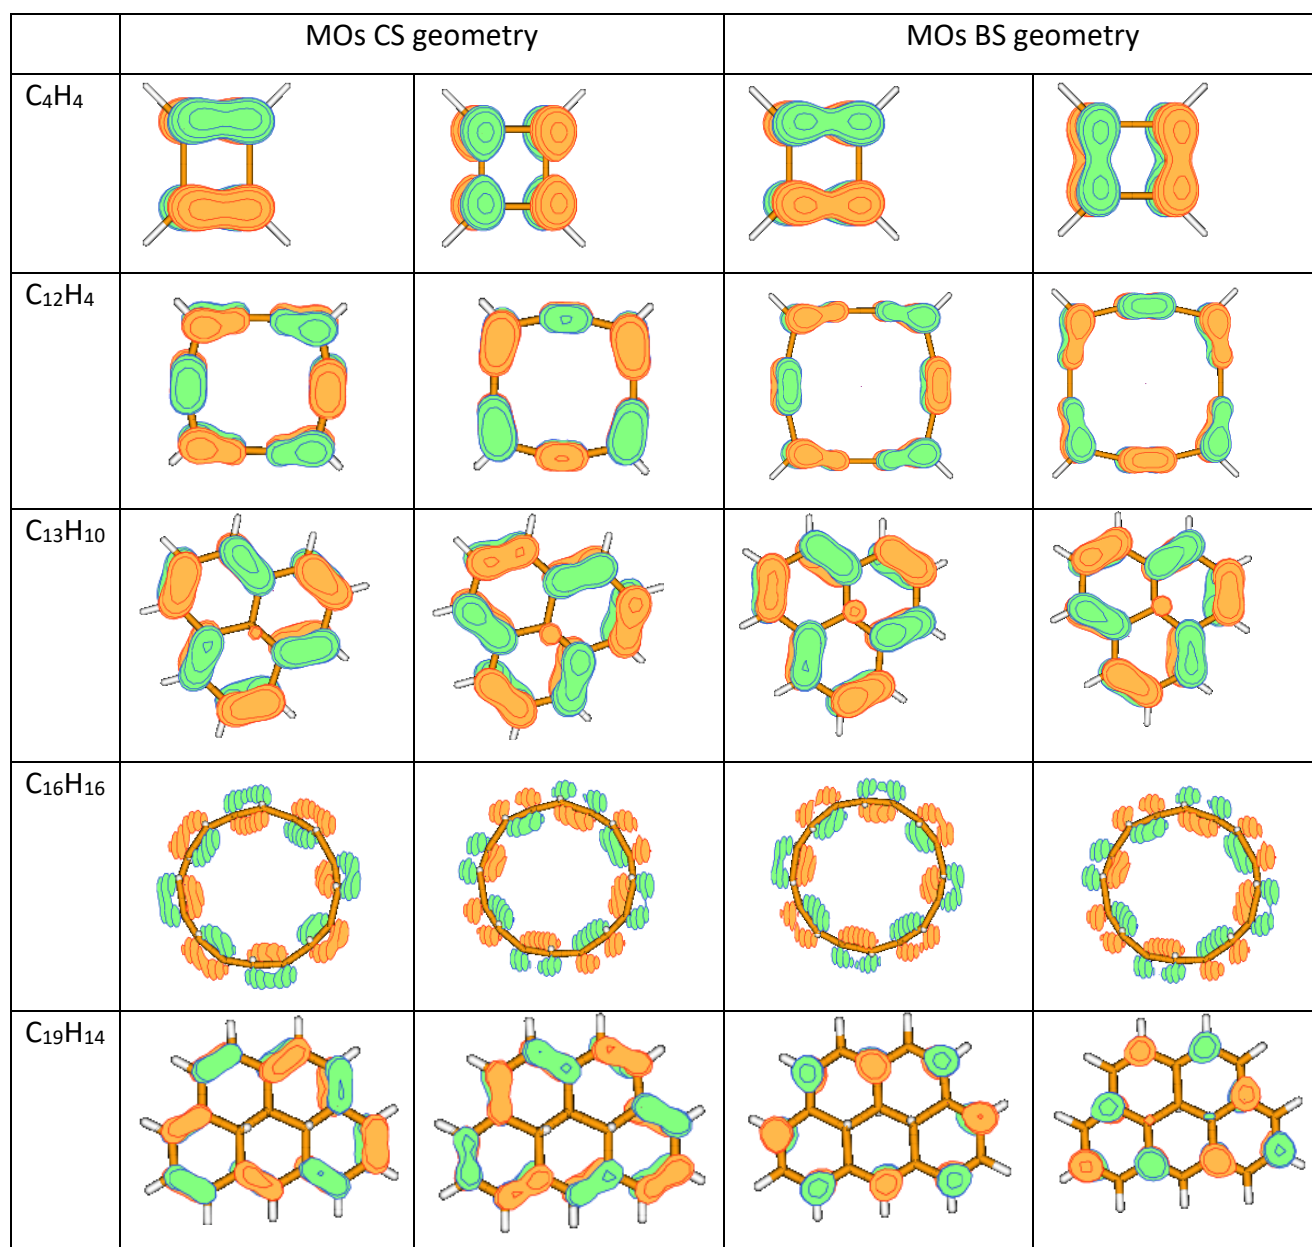 MOs CS geometry
MOs BS geometry
C₄H₄
C₁₂H₄
C₁₃H₁₀
C₁₆H₁₆
C₁₉H₁₄